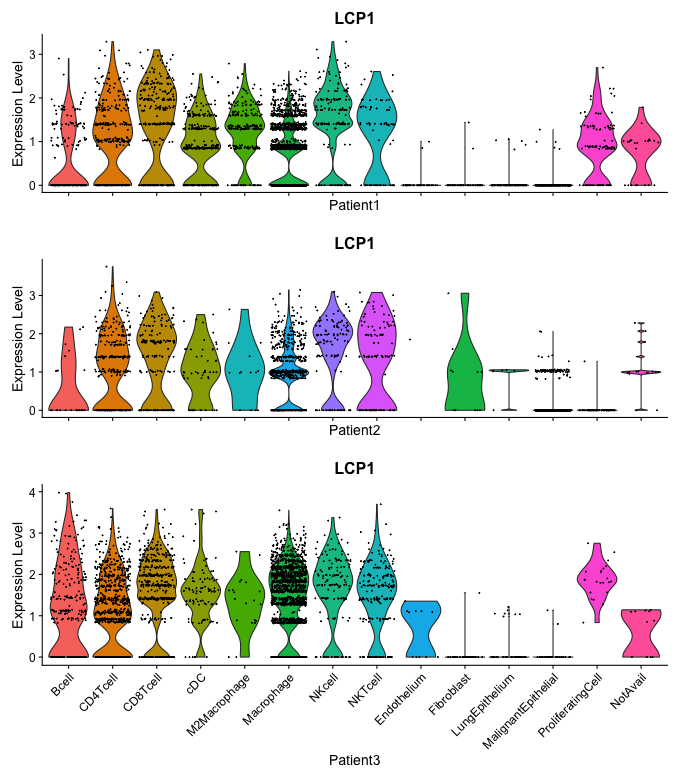 LCP1
Expression Level
3
2
1
0
Patient1
LCP1
Expression Level
3
2
1
0
Patient2
LCP1
Expression Level
4
3
2
1
0
Bcell
CD4Tcell
CD8Tcell
cDC
M2Macrophage
Macrophage
NKcell
NKTcell
Endothelium
Fibroblast
LungEpithelium
MalignantEpithelial
ProliferatingCell
NotAvail
Patient3